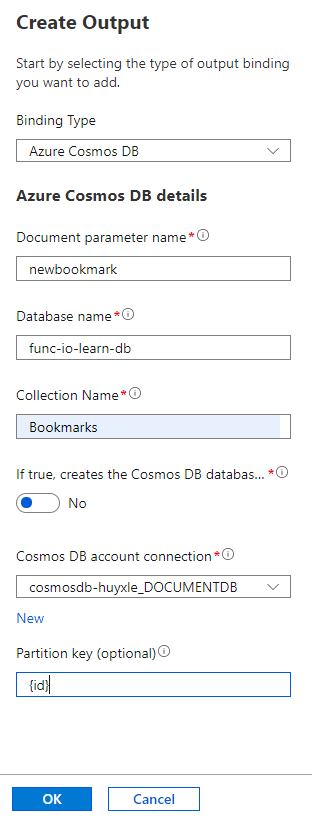 Create Output
Start by selecting the type of output binding
you want to add.
Binding Type
Azure Cosmos DB
Azure Cosmos DB details
Document parameter name*
newbookmark
Database name*
func-io-learn-db
Collection Name*
Bookmarks
If true, creates the Cosmos DB databas... *
No
Cosmos DB account connection*
cosmosdb-huyxle_DOCUMENTDB
New
Partition key (optional)
{id}
OK Cancel